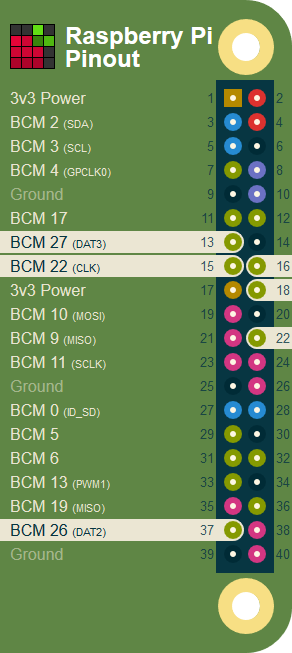 Raspberry Pi
Pinout
3v3 Power 1 2
BCM 2 (SDA) 3 4
BCM 3 (SCL) 5 6
BCM 4 (GPCLK0) 7 8
Ground 9 10
BCM 17 11 12
BCM 27 (DAT3) 13 14
BCM 22 (CLK) 15 16
3v3 Power 17 18
BCM 10 (MOSI) 19 20
BCM 9 (MISO) 21 22
BCM 11 (SCLK) 23 24
Ground 25 26
BCM 0 (ID_SD) 27 28
BCM 5 29 30
BCM 6 31 32
BCM 13 (PWM1) 33 34
BCM 19 (MISO) 35 36
BCM 26 (DAT2) 37 38
Ground 39 40